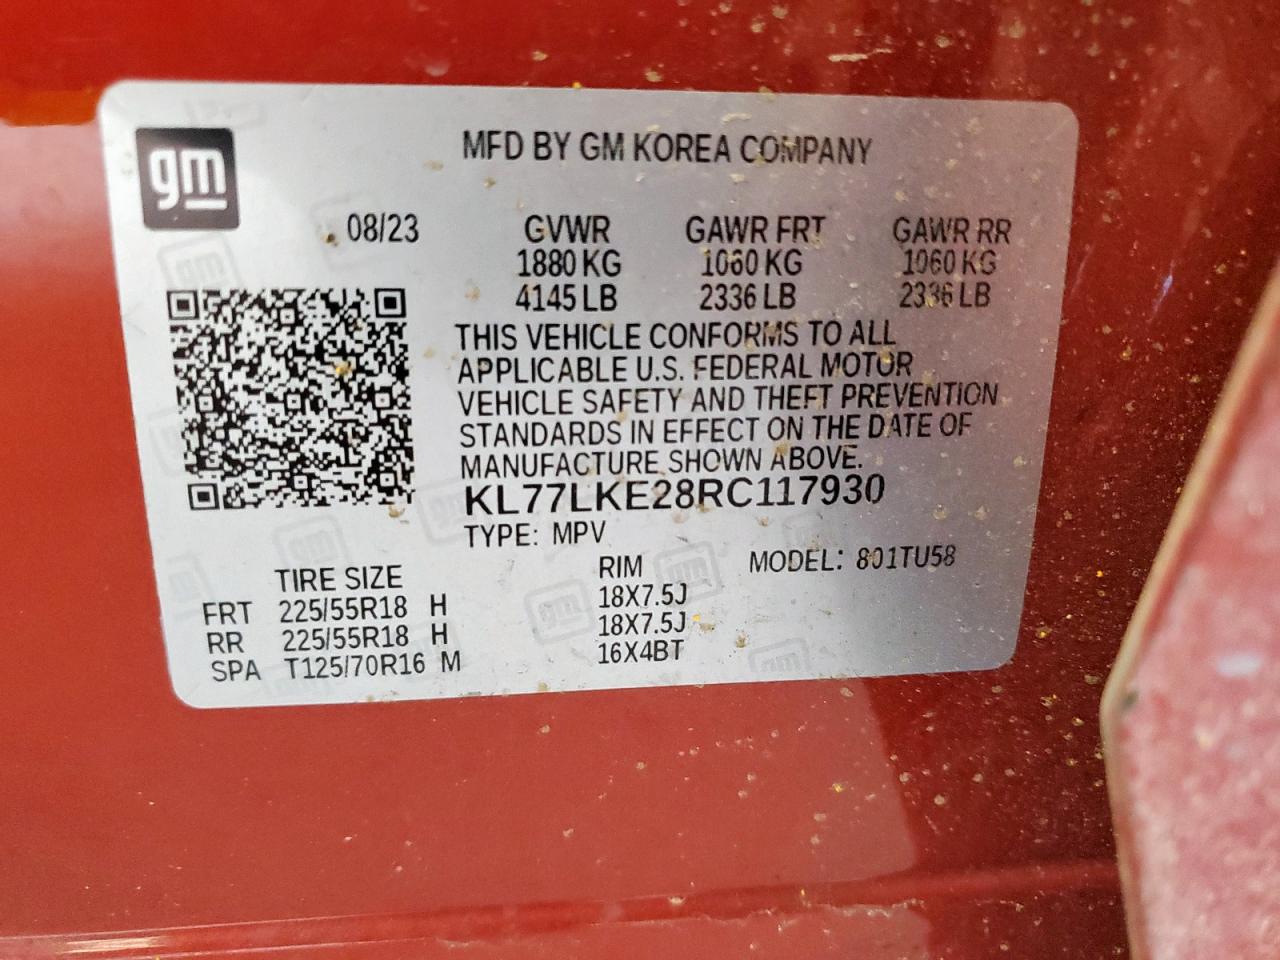 gm
MFD BY GM KOREA COMPANY
08/23 GVWR GAWR FRT GAWR RR
1880 KG 1060 KG 1060 KG
4145 LB 2336 LB 2336 LB
THIS VEHICLE CONFORMS TO ALL
APPLICABLE U.S. FEDERAL MOTOR
VEHICLE SAFETY AND THEFT PREVENTION
STANDARDS IN EFFECT ON THE DATE OF
MANUFACTURE SHOWN ABOVE.
KL77LKE28RC117930
TYPE: MPV
TIRE SIZE RIM MODEL: 801TU58
FRT 225/55R18 H 18X7.5J
RR 225/55R18 H 18X7.5J
SPA T125/70R16 M 16X4BT